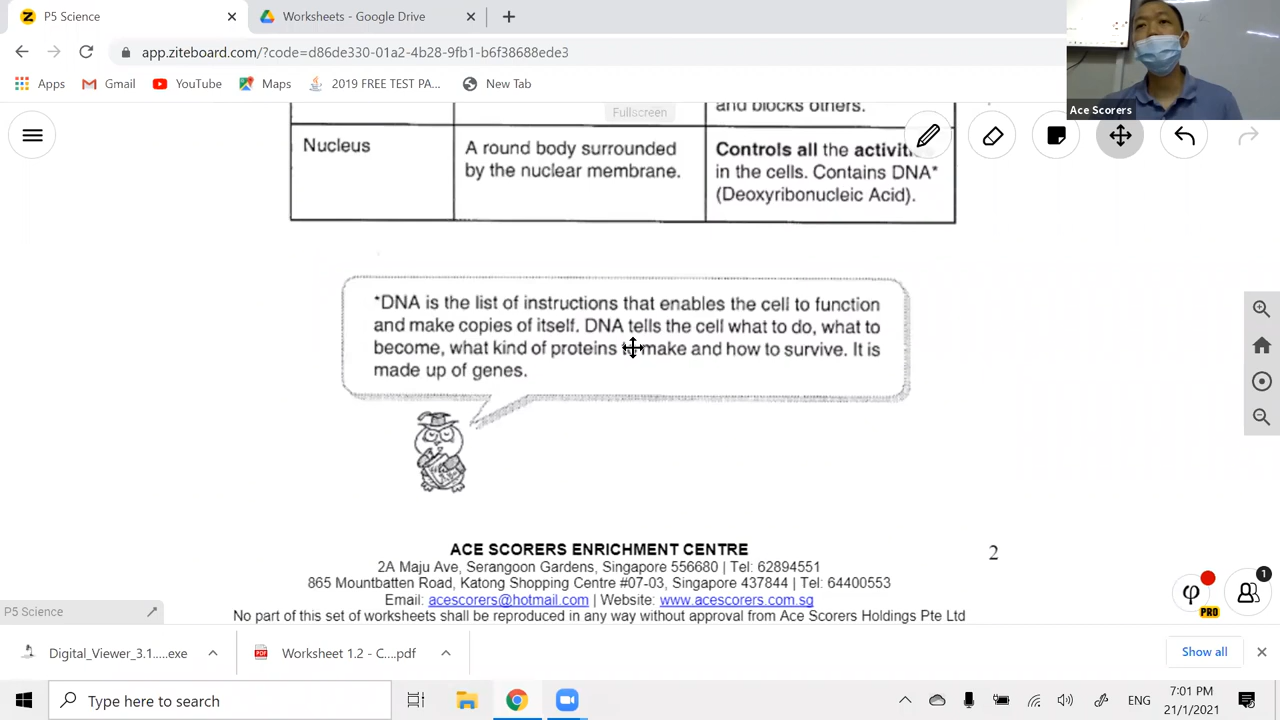 P5 Science
Worksheets - Google Drive
app.ziteboard.com/?code=d86de330c01a2-4b28-9fb1-b6f38688ede3
Apps
Gmail
YouTube
Maps
2019 FREE TEST PA...
New Tab
Ace Scorers
and blocks others.
Fullscreen
Nucleus
A round body surrounded
by the nuclear membrane.
Controls all the
in the cells. Contains DNA*
(Deoxyribonucleic Acid).
*DNA is the list of instructions that enables the cell to function
and make copies of itself. DNA tells the cell what to do, what to
become, what kind of proteins make and how to survive. It is
made up of genes.
ACE SCORERS ENRICHMENT CENTRE
2
2A Maju Ave, Serangoon Gardens, Singapore 556680 | Tel: 62894551
865 Mountbatten Road, Katong Shopping Centre #07-03, Singapore 437844 | Tel: 64400553
Email: acescorers@hotmail.com | Website: www.acescorers.com.sg
No part of this set of worksheets shall be reproduced in any way without approval from Ace Scorers Holdings Pte Ltd
P5 Science
1
PRO
Digital_Viewer_3.1.....exe
Worksheet 1.2 - C....pdf
Show all
Type here to search
ENG
7:01 PM
21/1/2021